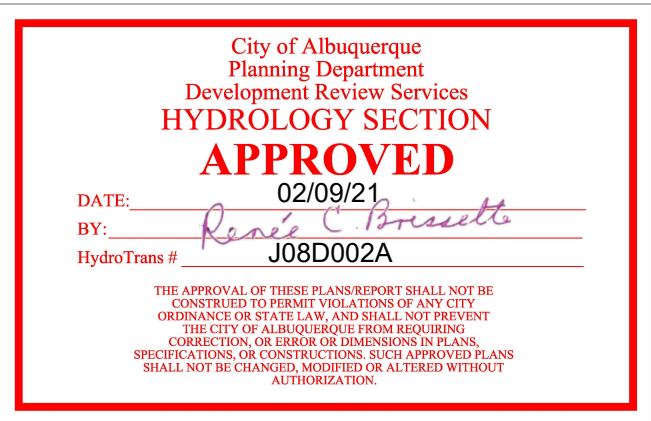 City of Albuquerque
Planning Department
Development Review Services
HYDROLOGY SECTION
APPROVED
DATE: 02/09/21
BY: Renée C. Brissette
HydroTrans # J08D002A
THE APPROVAL OF THESE PLANS/REPORT SHALL NOT BE
CONSTRUED TO PERMIT VIOLATIONS OF ANY CITY
ORDINANCE OR STATE LAW, AND SHALL NOT PREVENT
THE CITY OF ALBUQUERQUE FROM REQUIRING
CORRECTION, OR ERROR OR DIMENSIONS IN PLANS,
SPECIFICATIONS, OR CONSTRUCTIONS. SUCH APPROVED PLANS
SHALL NOT BE CHANGED, MODIFIED OR ALTERED WITHOUT
AUTHORIZATION.